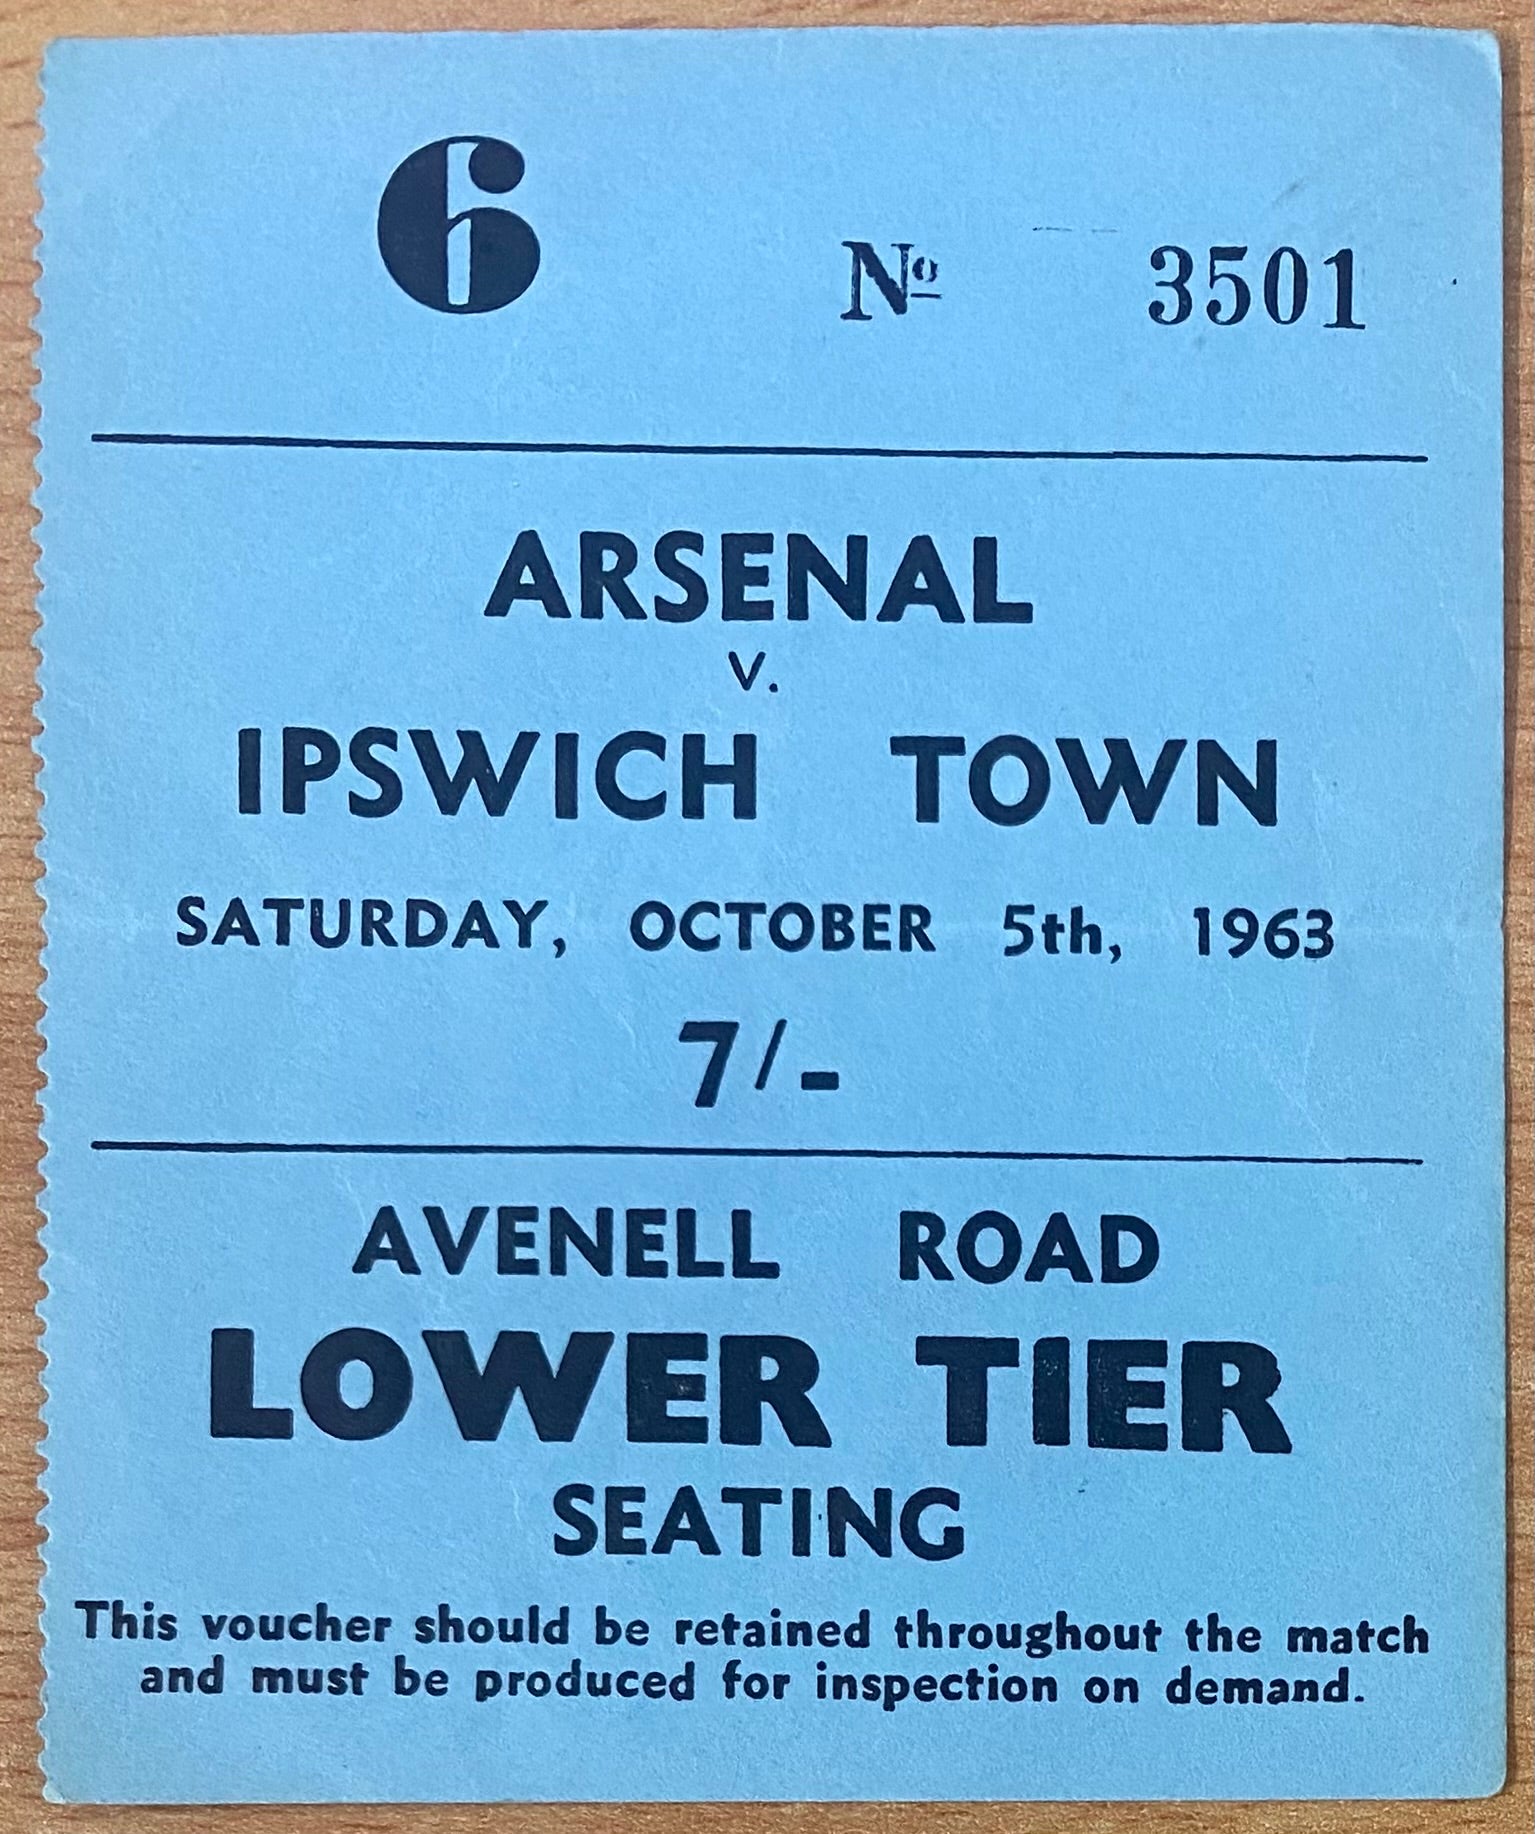 6
Nº 3501
ARSENAL
v.
IPSWICH TOWN
SATURDAY, OCTOBER 5th, 1963
7/-
AVENELL ROAD
LOWER TIER
SEATING
This voucher should be retained throughout the match
and must be produced for inspection on demand.